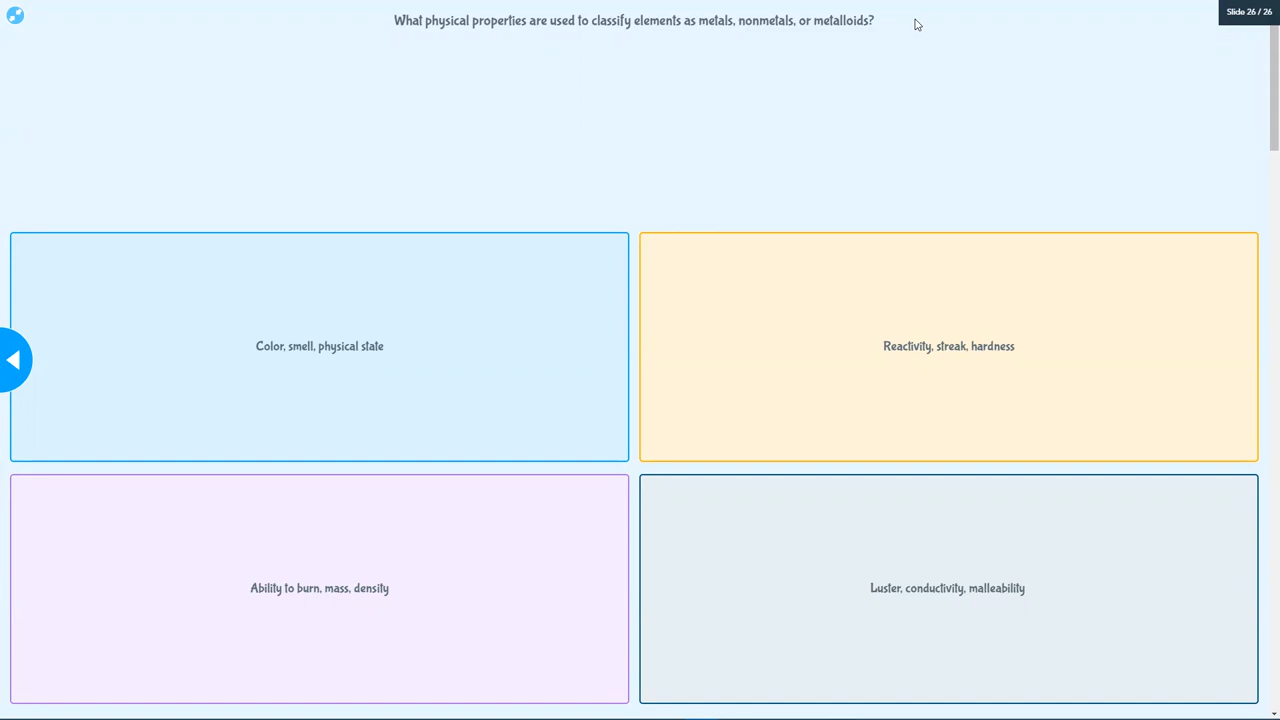 Slide 26 / 26
What physical properties are used to classify elements as metals, nonmetals, or metalloids?
Color, smell, physical state
Reactivity, streak, hardness
Ability to burn, mass, density
Luster, conductivity, malleability